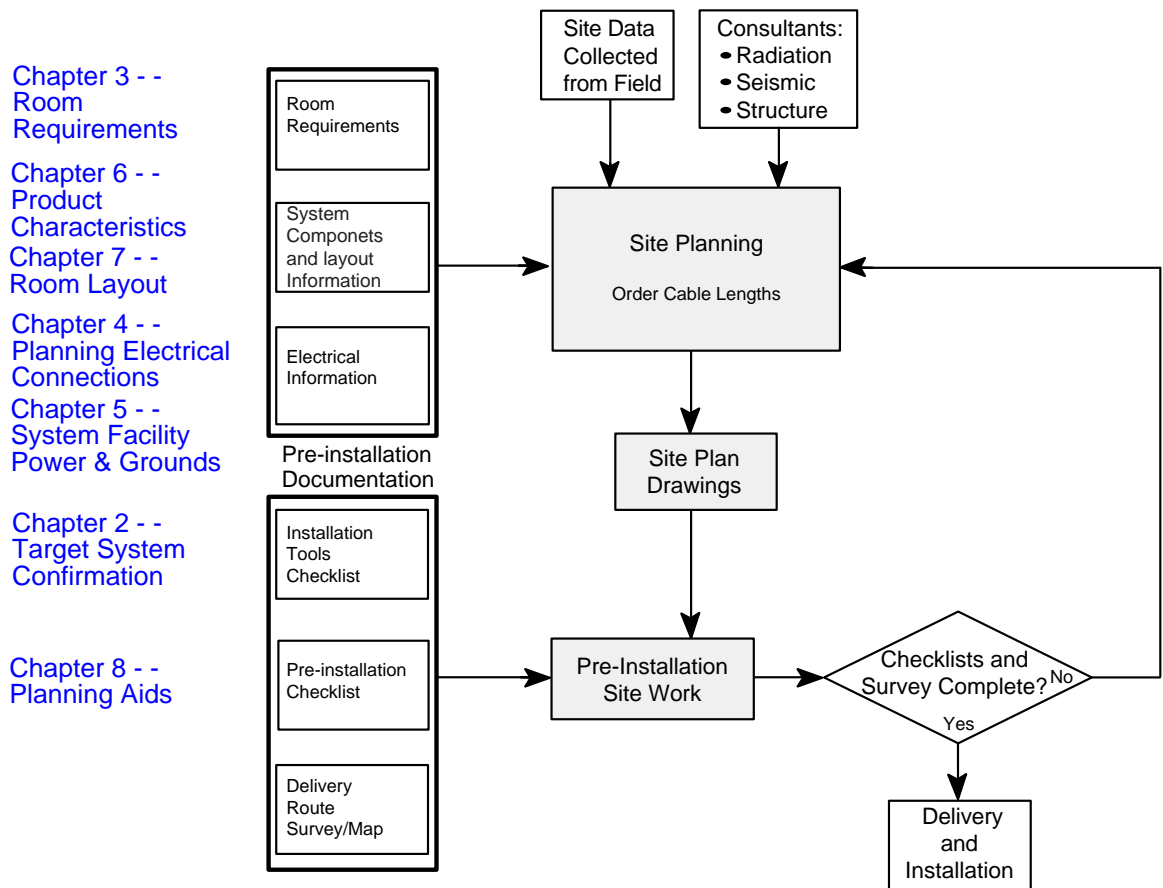 Chapter 3 - -
Room
Requirements
Chapter 6 - -
Product
Characteristics
Chapter 7 - -
Room Layout
Chapter 4 - -
Planning Electrical
Connections
Chapter 5 - -
System Facility
Power & Grounds
Chapter 2 - -
Target System
Confirmation
Chapter 8 - -
Planning Aids
Room
Requirements
System
Componets
and layout
Information
Electrical
Information
Pre-installation
Documentation
Installation
Tools
Checklist
Pre-installation
Checklist
Delivery
Route
Survey/Map
Site Data
Collected
from Field
Consultants:
• Radiation
• Seismic
• Structure
Site Planning
Order Cable Lengths
Site Plan
Drawings
Pre-Installation
Site Work
Checklists and
Survey Complete?
No
Yes
Delivery
and
Installation